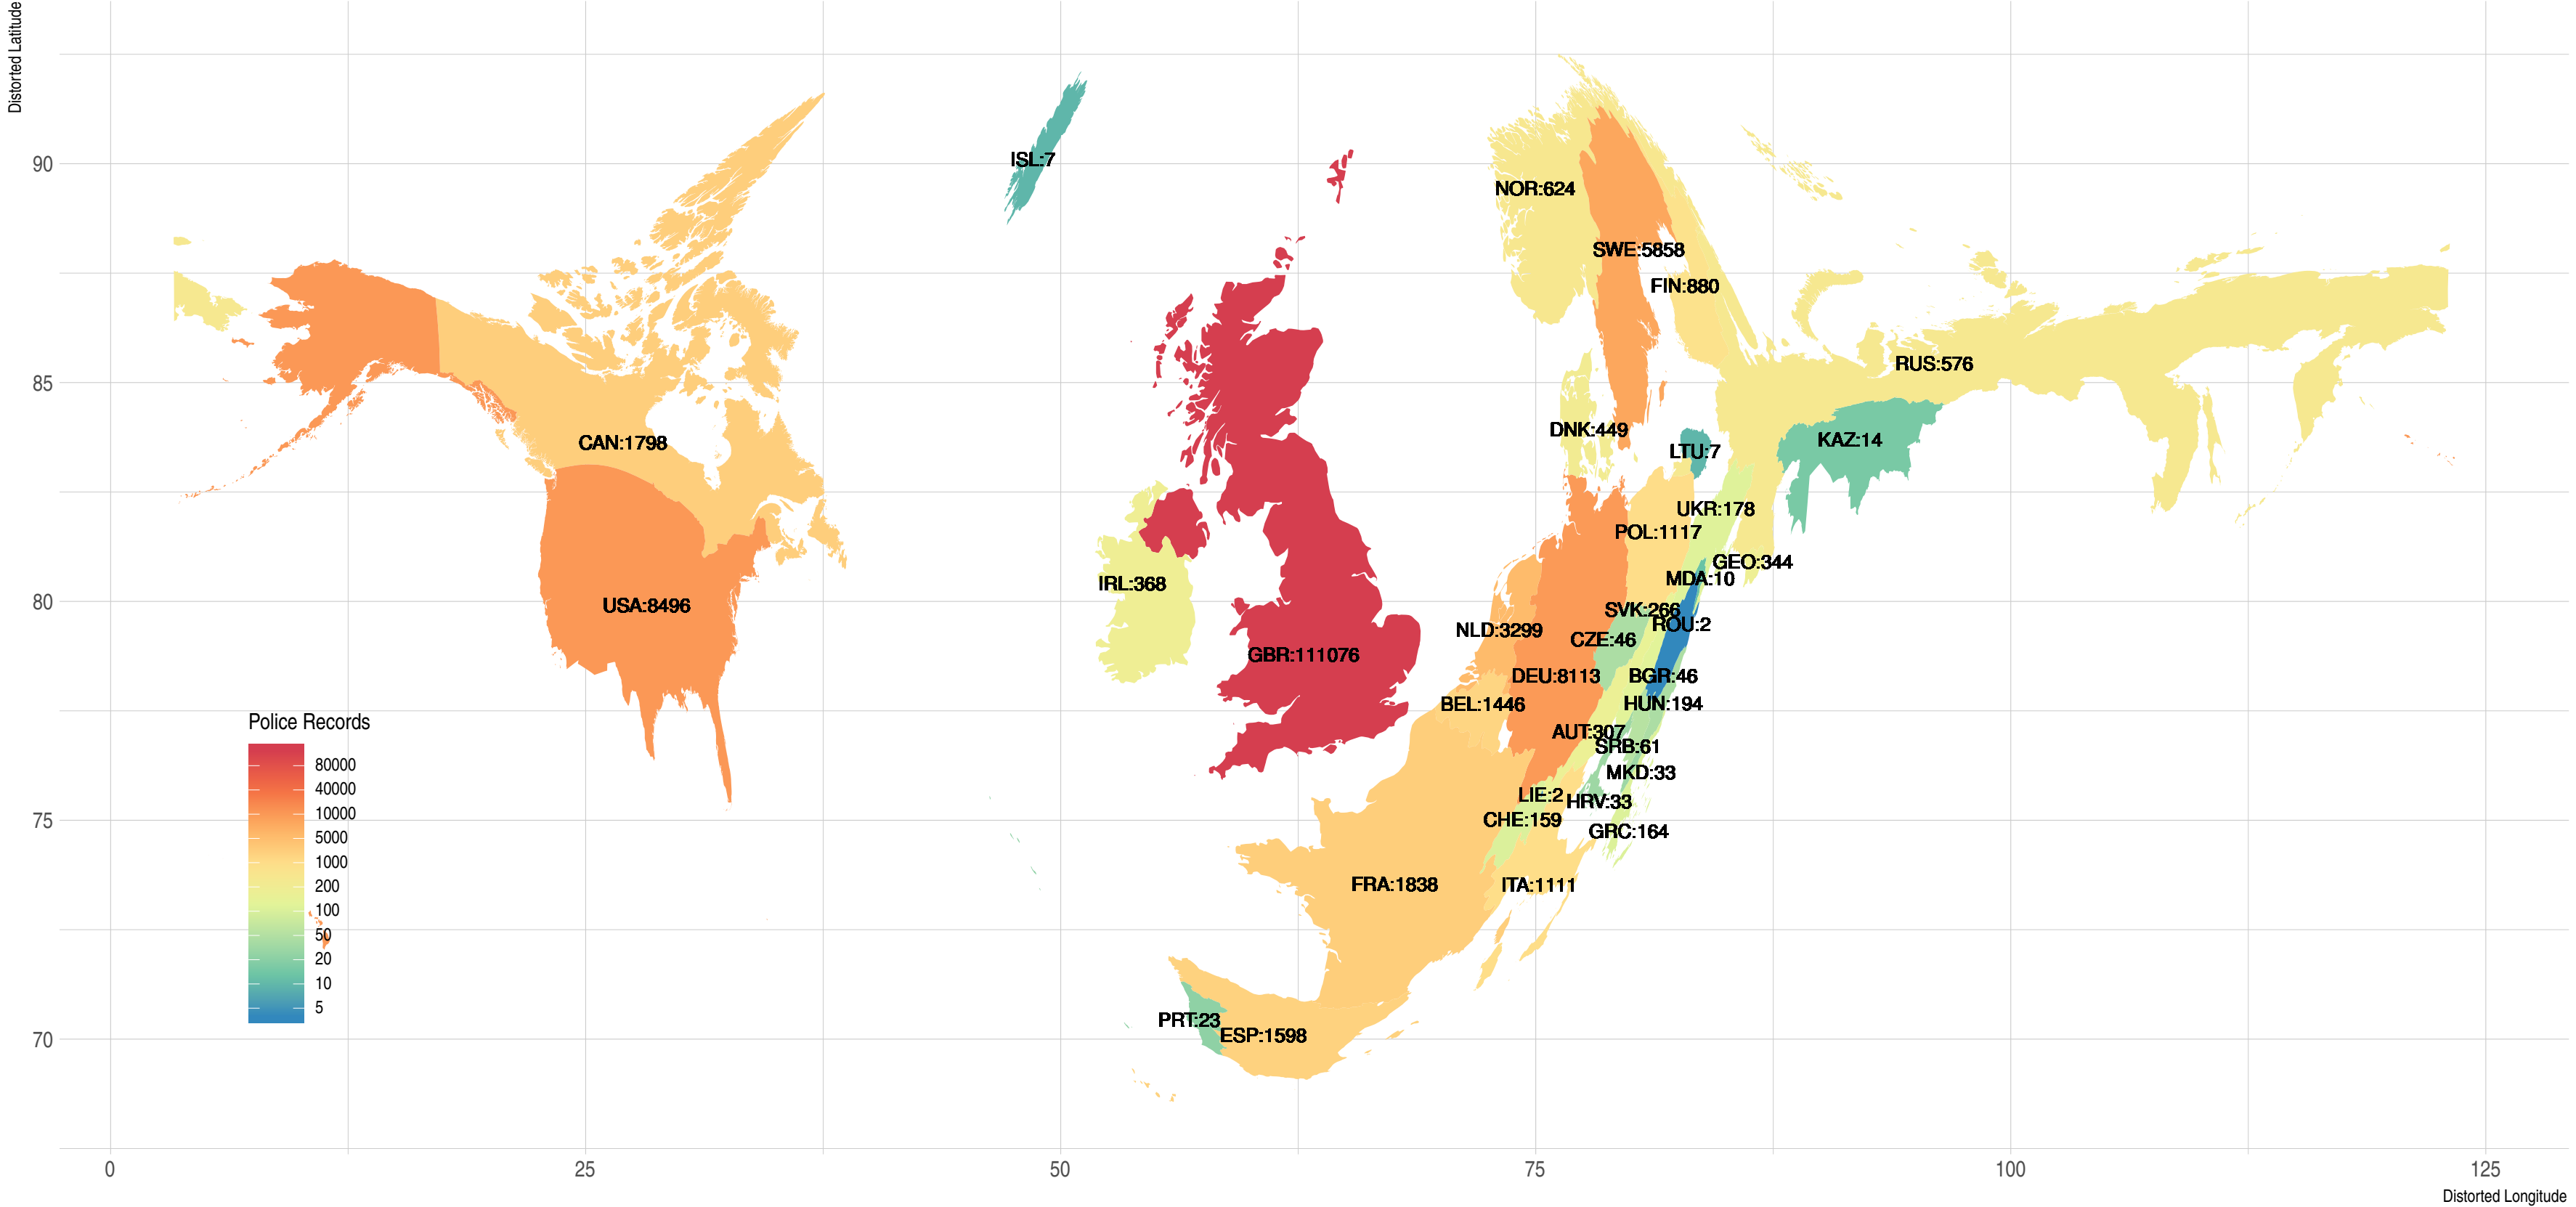 Distorted Latitude
90
85
80
75
70
ISL:7
NOR:624
SWE:5858
FIN:880
RUS:576
DNK:449
CAN:1798
LTU:7
KAZ:14
UKR:178
POL:1117
GEO:344
IRL:368
MDA:10
USA:8496
SVK:266
ROU:2
NLD:3299
CZE:46
GBR:111076
DEU:8113
BGR:46
BEL:1446
HUN:194
AUT:307
SRB:61
MKD:33
LIE:2
HRV:33
CHE:159
GRC:164
FRA:1838
ITA:1111
PRT:23
ESP:1598
Police Records
80000
40000
10000
5000
1000
200
100
50
20
10
5
0 25 50 75 100 125
Distorted Longitude